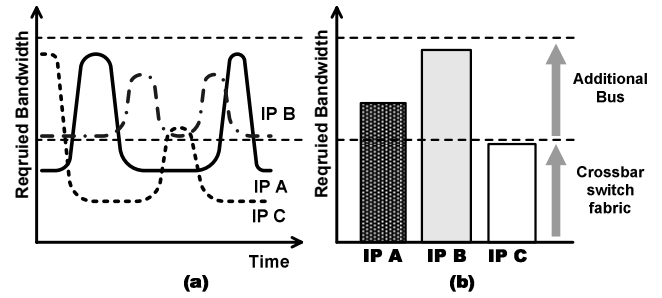 Reqruied Bandwidth
IP B
IP A
IP C
Time
(a)
Reqruied Bandwidth
Additional
Bus
Crossbar
switch
fabric
IP A IP B IP C
(b)